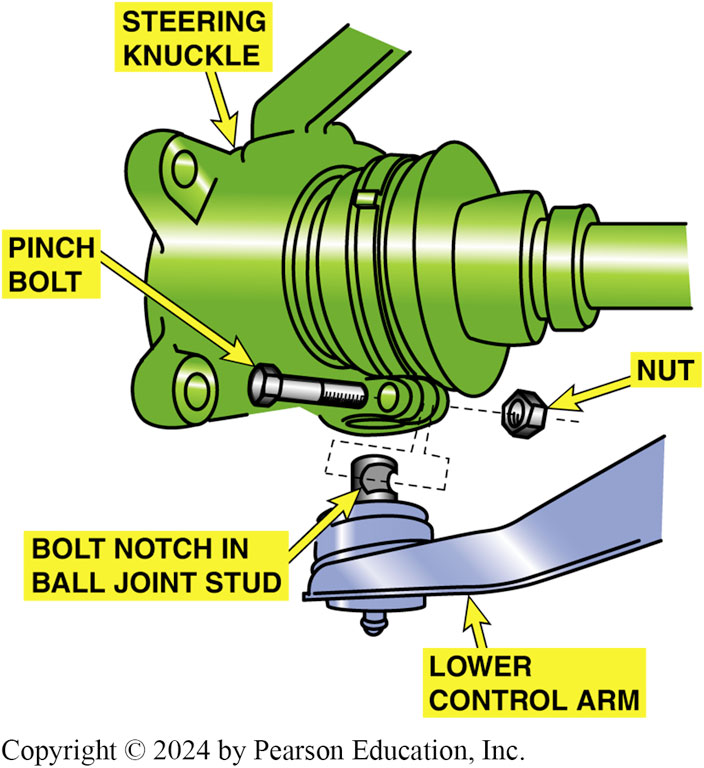 STEERING
KNUCKLE
PINCH
BOLT
NUT
BOLT NOTCH IN
BALL JOINT STUD
LOWER
CONTROL ARM
Copyright © 2024 by Pearson Education, Inc.